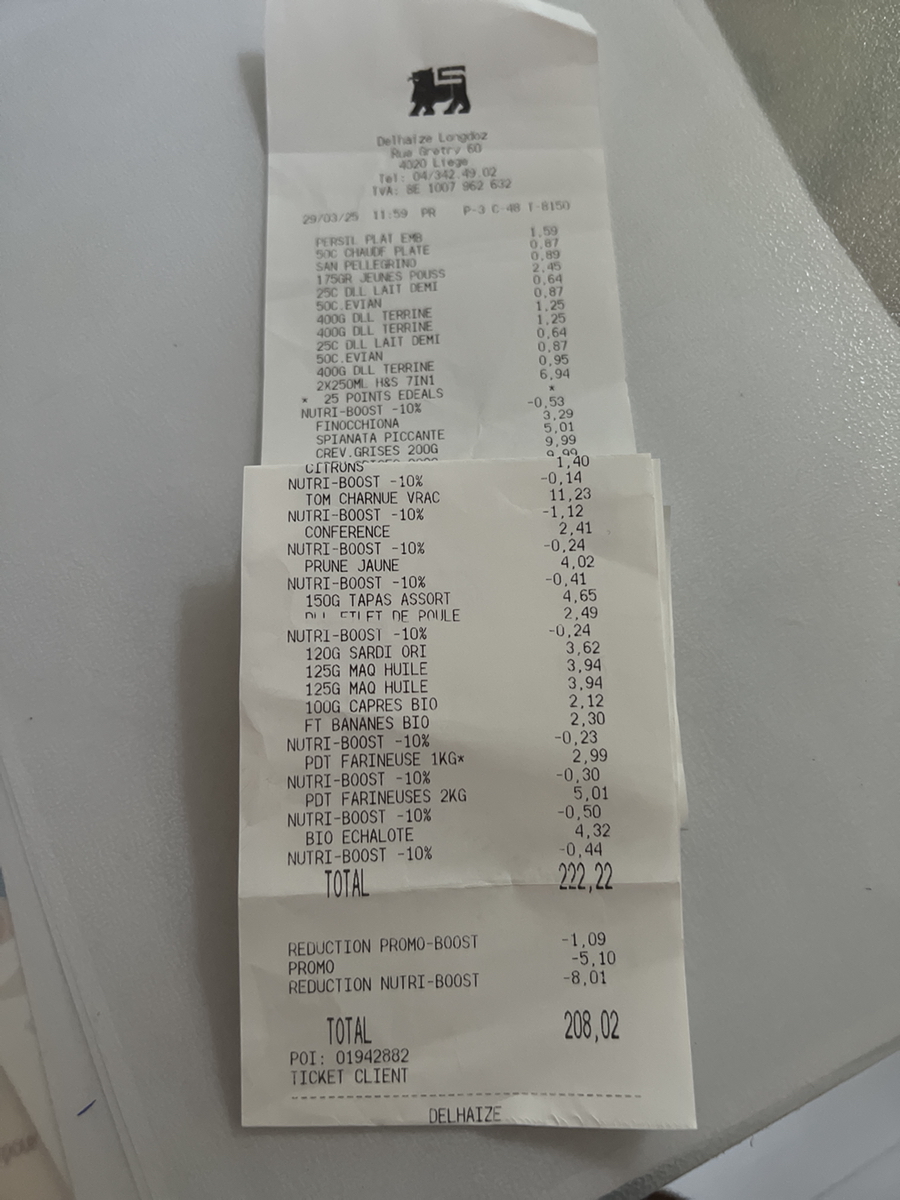 Delhaize Longdoz
Rue Gretry 60
4020 Liege
Tel: 04/342.49.02
TVA: BE 1007 962 632
29/03/25 11:59 PR P-3 C-48 T-8150
PERSIL PLAT EMB 1,59
50C CHAUDF PLATE 0,87
SAN PELLEGRINO 0,89
175GR JEUNES POUSS 2,45
25C DLL LAIT DEMI 0,64
50C.EVIAN 0,87
400G DLL TERRINE 1,25
400G DLL TERRINE 1,25
25C DLL LAIT DEMI 0,64
50C.EVIAN 0,87
400G DLL TERRINE 0,95
2X250ML H&S 7IN1 6,94
* 25 POINTS EDEALS *
NUTRI-BOOST -10% -0,53
FINOCCHIONA 3,29
SPIANATA PICCANTE 5,01
CREV.GRISES 200G 9,99
9,99
CITRONS 1,40
NUTRI-BOOST -10% -0,14
TOM CHARNUE VRAC 11,23
NUTRI-BOOST -10% -1,12
CONFERENCE 2,41
NUTRI-BOOST -10% -0,24
PRUNE JAUNE 4,02
NUTRI-BOOST -10% -0,41
150G TAPAS ASSORT 4,65
DLL FILET DE POULE 2,49
NUTRI-BOOST -10% -0,24
120G SARDI ORI 3,62
125G MAQ HUILE 3,94
125G MAQ HUILE 3,94
100G CAPRES BIO 2,12
FT BANANES BIO 2,30
NUTRI-BOOST -10% -0,23
PDT FARINEUSE 1KG* 2,99
NUTRI-BOOST -10% -0,30
PDT FARINEUSES 2KG 5,01
NUTRI-BOOST -10% -0,50
BIO ECHALOTE 4,32
NUTRI-BOOST -10% -0,44
TOTAL 222,22
REDUCTION PROMO-BOOST -1,09
PROMO -5,10
REDUCTION NUTRI-BOOST -8,01
TOTAL 208,02
POI: 01942882
TICKET CLIENT
DELHAIZE